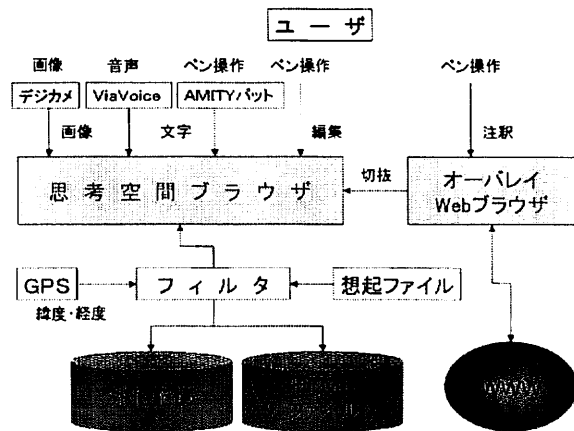 ユーザ
画像 音声 ペン操作 ペン操作 ペン操作
デジカメ ViaVoice AMITYパット
画像 文字 編集 注釈
思考空間ブラウザ 切抜 オーバレイ
Webブラウザ
GPS フィルタ 想起ファイル
緯度・経度
WWW